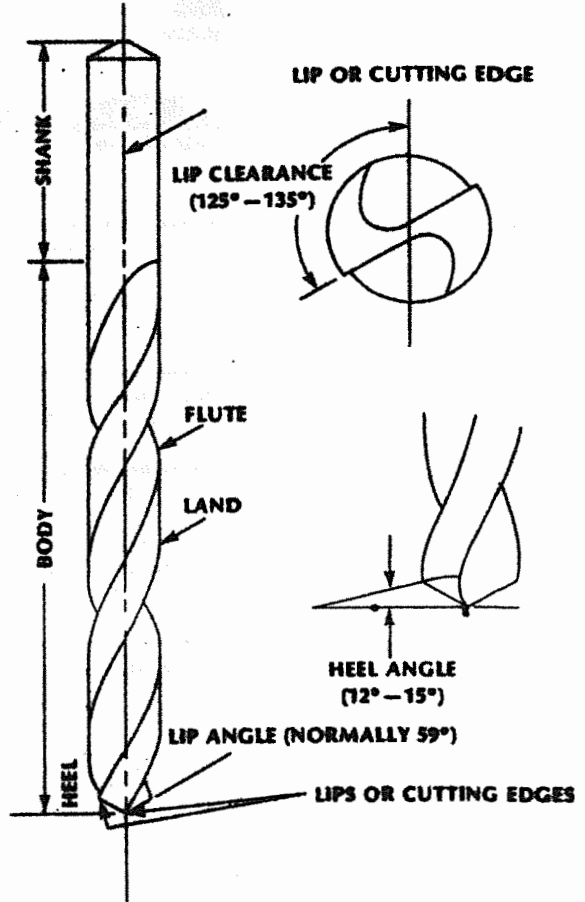 LIP OR CUTTING EDGE
SHANK
LIP CLEARANCE
(125°–135°)
FLUTE
LAND
BODY
HEEL ANGLE
(12°–15°)
LIP ANGLE (NORMALLY 59°)
HEEL
LIPS OR CUTTING EDGES